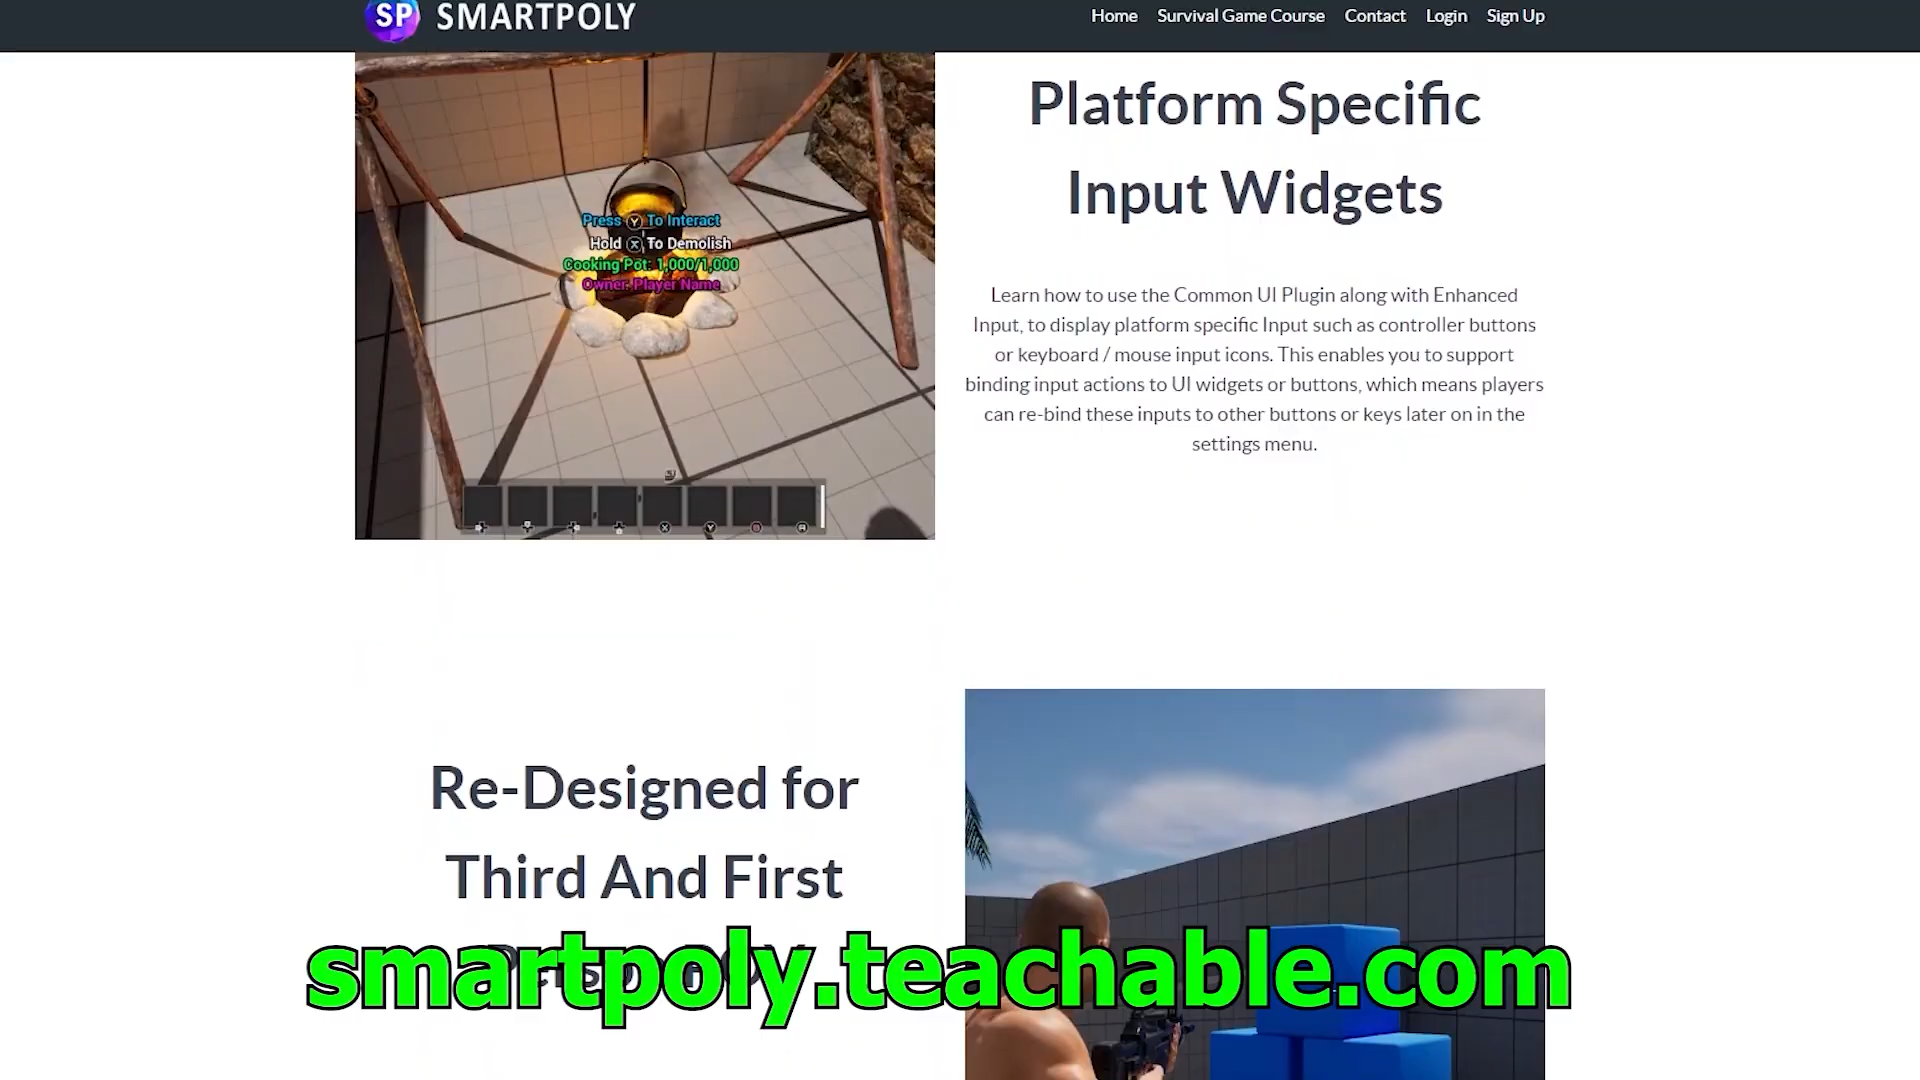 SP SMARTPOLY
Home Survival Game Course Contact Login Sign Up
Platform Specific
Input Widgets
Press Y To Interact
Hold X To Demolish
Cooking Pot: 1,000/1,000
Owner: Player Name
Learn how to use the Common UI Plugin along with Enhanced
Input, to display platform specific Input such as controller buttons
or keyboard / mouse input icons. This enables you to support
binding input actions to UI widgets or buttons, which means players
can re-bind these inputs to other buttons or keys later on in the
settings menu.
X Y B A
Re-Designed for
Third And First
smartpoly.teachable.com